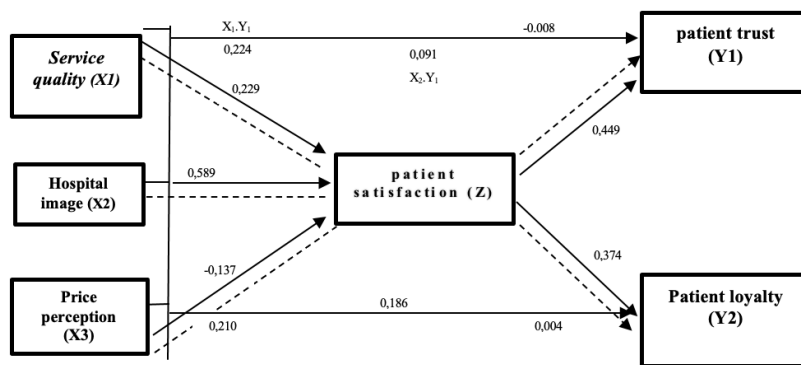 X₁.Y₁
-0.008
0,224
0,091
X₂.Y₁
Service
quality (X1)
0,229
patient trust
(Y1)
0,449
0,589
Hospital
image (X2)
patient
satisfaction (Z)
-0,137
0,374
Price
perception
(X3)
0,186
0,210
0,004
Patient loyalty
(Y2)